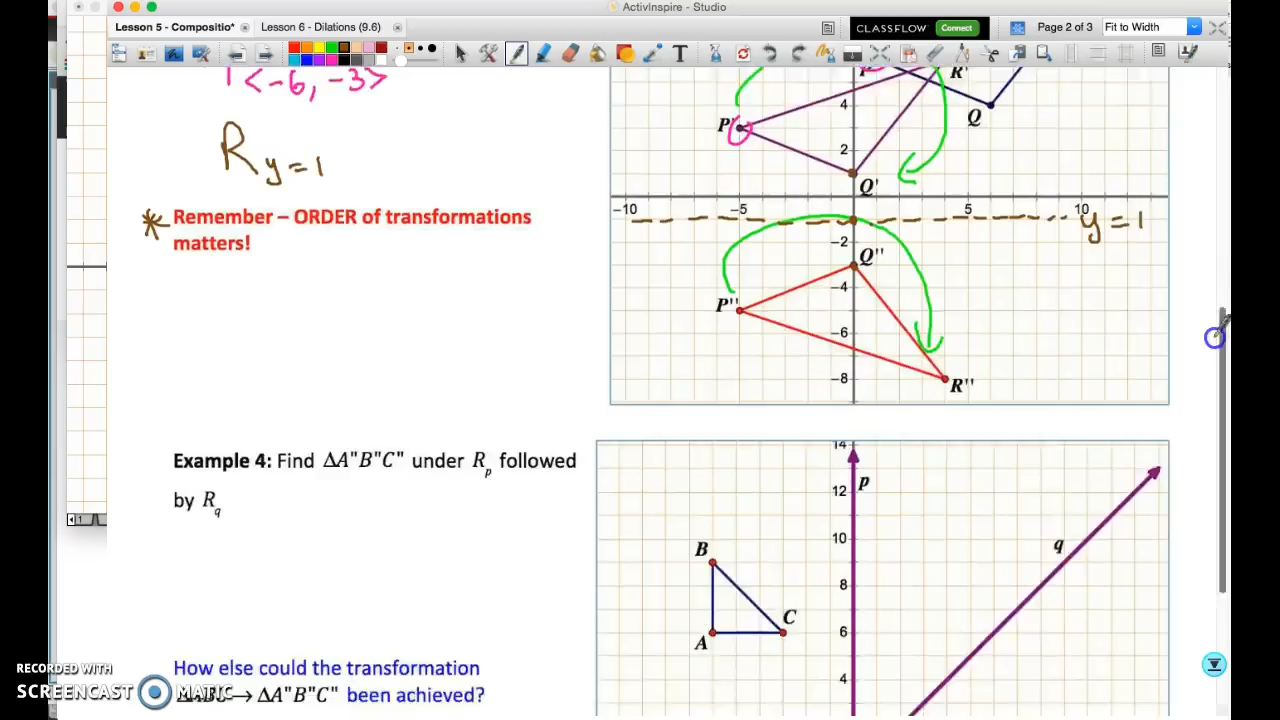 ActivInspire - Studio
Lesson 5 - Compositio*
Lesson 6 - Dilations (9.6)
CLASSFLOW Connect
Page 2 of 3
Fit to Width
<-6, -3>
R y = 1
Remember – ORDER of transformations
matters!
P'
Q'
R'
Q
4
2
-10 -5 5 10
y = 1
-2
-4
-6
-8
P"
Q"
R"
Example 4: Find ΔA"B"C" under Rp followed
by Rq
How else could the transformation
ΔABC → ΔA"B"C" been achieved?
14
12
10
8
6
4
p
q
B
C
A
1
RECORDED WITH
SCREENCAST MATIC